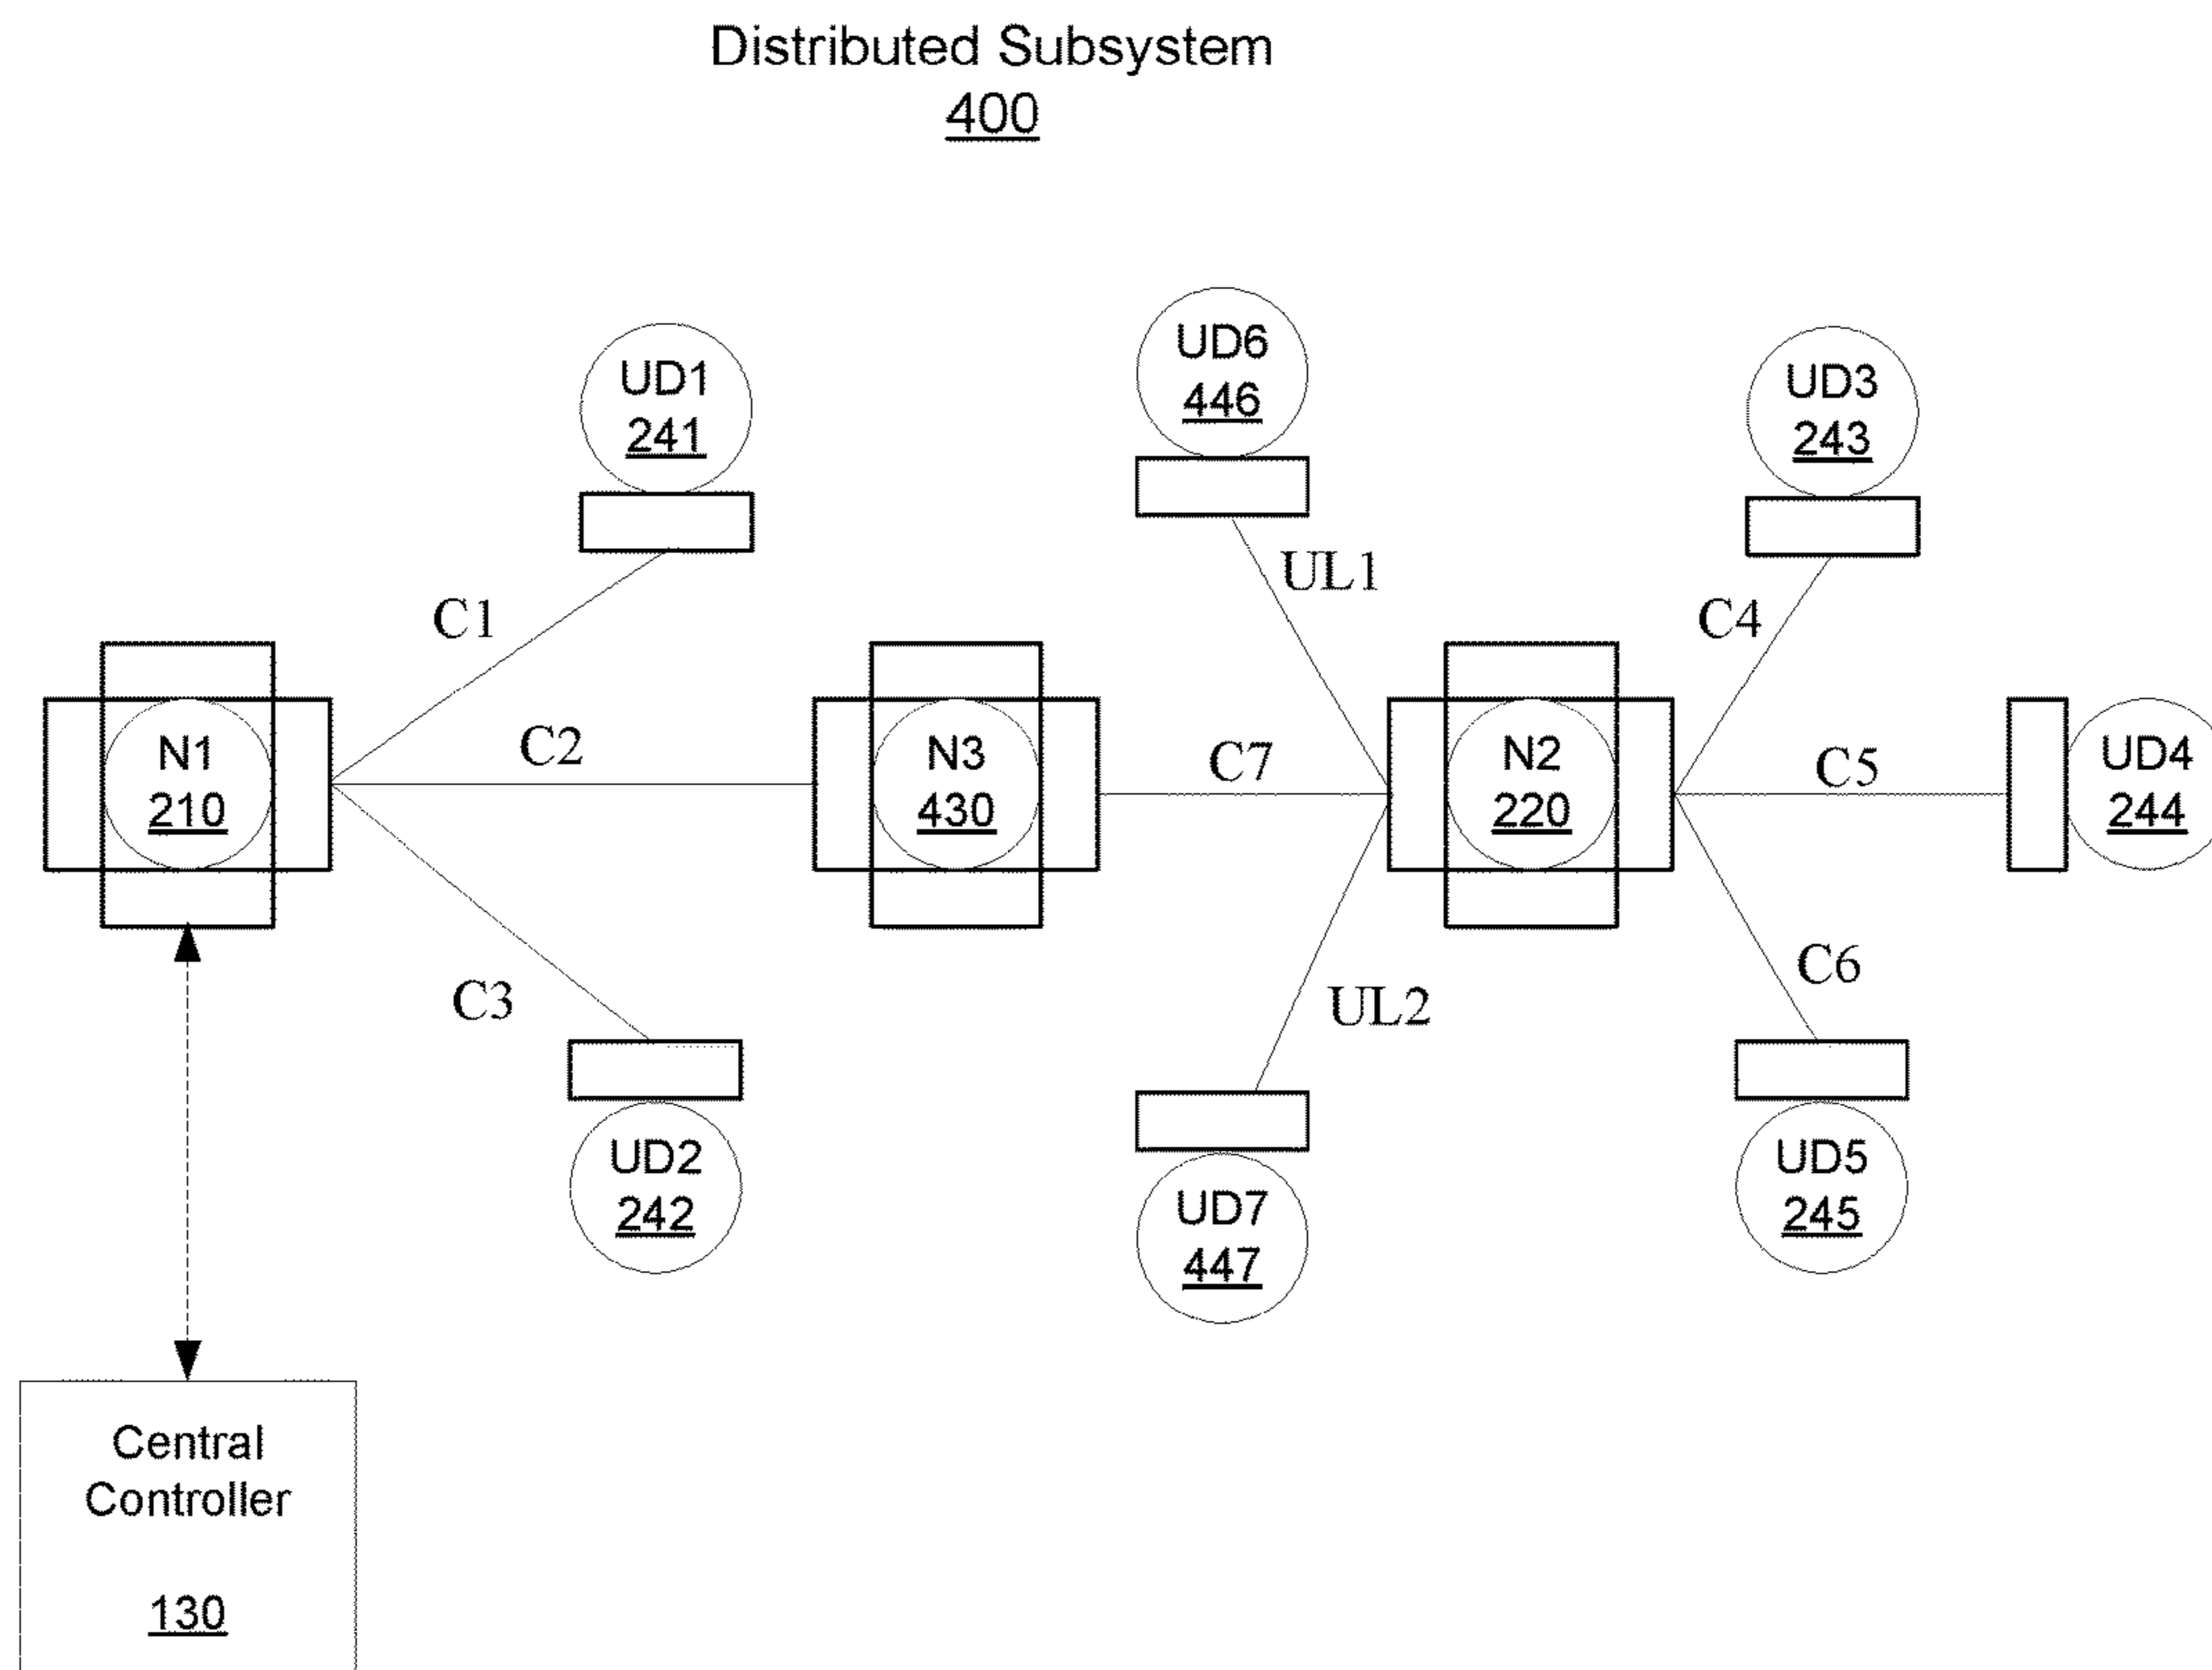 Distributed Subsystem
400
UD6
446
UD1
241
UD3
243
UL1
C1
C4
C2
C7
C5
N1
210
N3
430
N2
220
UD4
244
C6
C3
UL2
UD2
242
UD5
245
UD7
447
Central
Controller
130